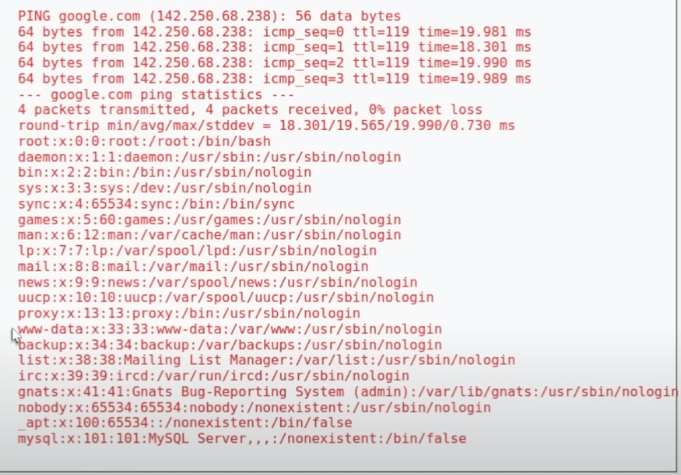 PING google.com (142.250.68.238): 56 data bytes
64 bytes from 142.250.68.238: icmp_seq=0 ttl=119 time=19.981 ms
64 bytes from 142.250.68.238: icmp_seq=1 ttl=119 time=18.301 ms
64 bytes from 142.250.68.238: icmp_seq=2 ttl=119 time=19.990 ms
64 bytes from 142.250.68.238: icmp_seq=3 ttl=119 time=19.989 ms
--- google.com ping statistics ---
4 packets transmitted, 4 packets received, 0% packet loss
round-trip min/avg/max/stddev = 18.301/19.565/19.990/0.730 ms
root:x:0:0:root:/root:/bin/bash
daemon:x:1:1:daemon:/usr/sbin:/usr/sbin/nologin
bin:x:2:2:bin:/bin:/usr/sbin/nologin
sys:x:3:3:sys:/dev:/usr/sbin/nologin
sync:x:4:65534:sync:/bin:/bin/sync
games:x:5:60:games:/usr/games:/usr/sbin/nologin
man:x:6:12:man:/var/cache/man:/usr/sbin/nologin
lp:x:7:7:lp:/var/spool/lpd:/usr/sbin/nologin
mail:x:8:8:mail:/var/mail:/usr/sbin/nologin
news:x:9:9:news:/var/spool/news:/usr/sbin/nologin
uucp:x:10:10:uucp:/var/spool/uucp:/usr/sbin/nologin
proxy:x:13:13:proxy:/bin:/usr/sbin/nologin
www-data:x:33:33:www-data:/var/www:/usr/sbin/nologin
backup:x:34:34:backup:/var/backups:/usr/sbin/nologin
list:x:38:38:Mailing List Manager:/var/list:/usr/sbin/nologin
irc:x:39:39:ircd:/var/run/ircd:/usr/sbin/nologin
gnats:x:41:41:Gnats Bug-Reporting System (admin):/var/lib/gnats:/usr/sbin/nologin
nobody:x:65534:65534:nobody:/nonexistent:/usr/sbin/nologin
_apt:x:100:65534::/nonexistent:/bin/false
mysql:x:101:101:MySQL Server,,,:/nonexistent:/bin/false